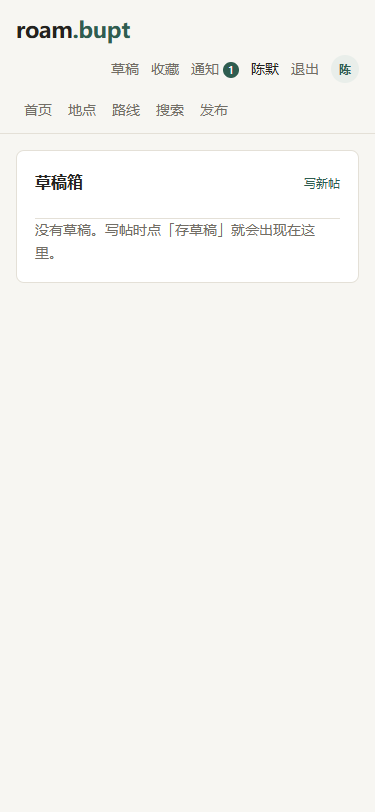 roam.bupt
草稿 收藏 通知 1 陈默 退出 陈
首页 地点 路线 搜索 发布
草稿箱 写新帖
没有草稿。写帖时点「存草稿」就会出现在这
里。